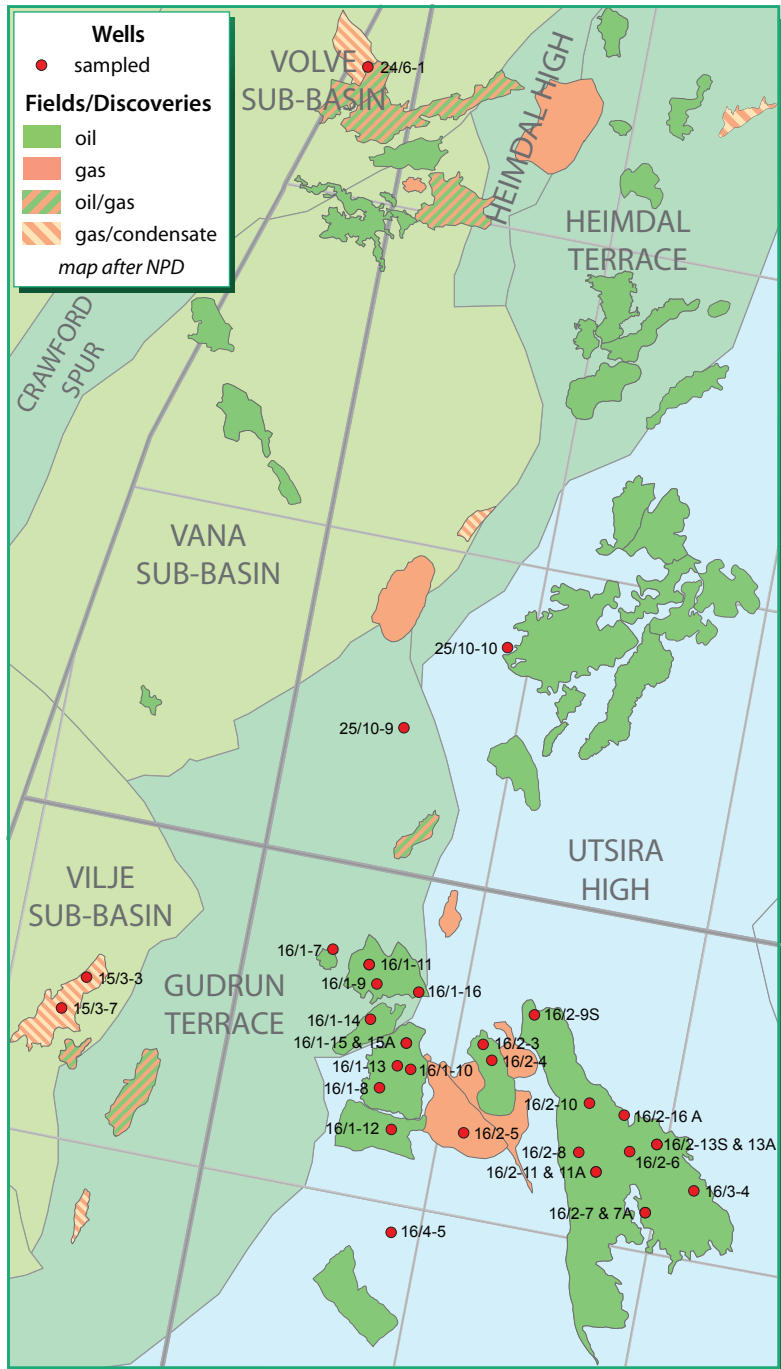 Wells
sampled
Fields/Discoveries
oil
gas
oil/gas
gas/condensate
map after NPD
VOLVE
SUB-BASIN
24/6-1
HEIMDAL HIGH
HEIMDAL
TERRACE
CRAWFORD
SPUR
VANA
SUB-BASIN
25/10-10
25/10-9
UTSIRA
HIGH
VILJE
SUB-BASIN
15/3-3
15/3-7
GUDRUN
TERRACE
16/1-7
16/1-11
16/1-9
16/1-16
16/1-14
16/1-15 & 15A
16/1-13
16/1-10
16/1-8
16/1-12
16/2-9S
16/2-3
16/2-4
16/2-5
16/2-10
16/2-16 A
16/2-13S & 13A
16/2-8
16/2-6
16/2-11 & 11A
16/3-4
16/2-7 & 7A
16/4-5